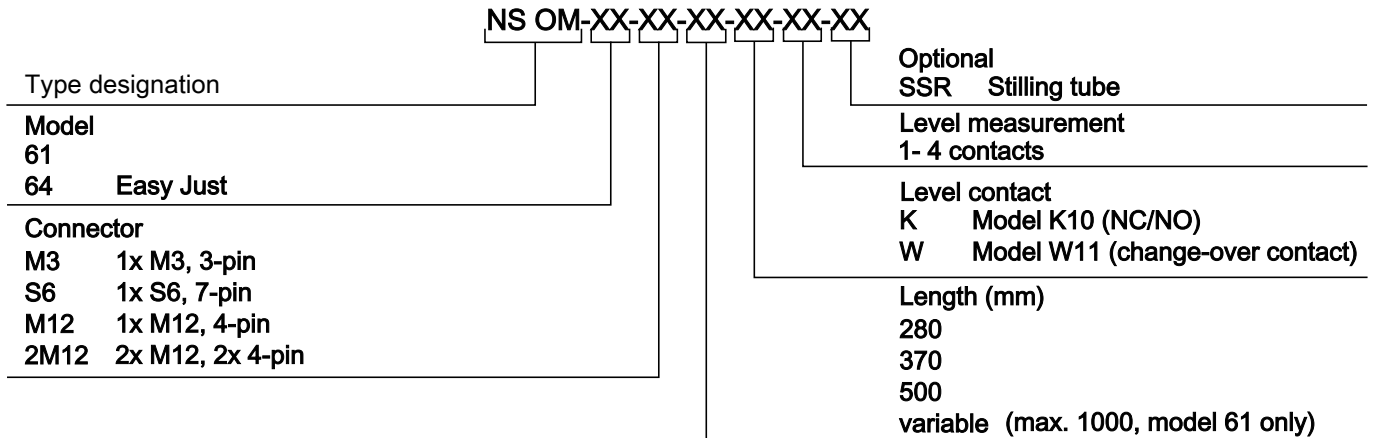 NS OM-XX-XX-XX-XX-XX-XX
Type designation
Model
61
64 Easy Just
Connector
M3 1x M3, 3-pin
S6 1x S6, 7-pin
M12 1x M12, 4-pin
2M12 2x M12, 2x 4-pin
Optional
SSR Stilling tube
Level measurement
1- 4 contacts
Level contact
K Model K10 (NC/NO)
W Model W11 (change-over contact)
Length (mm)
280
370
500
variable (max. 1000, model 61 only)